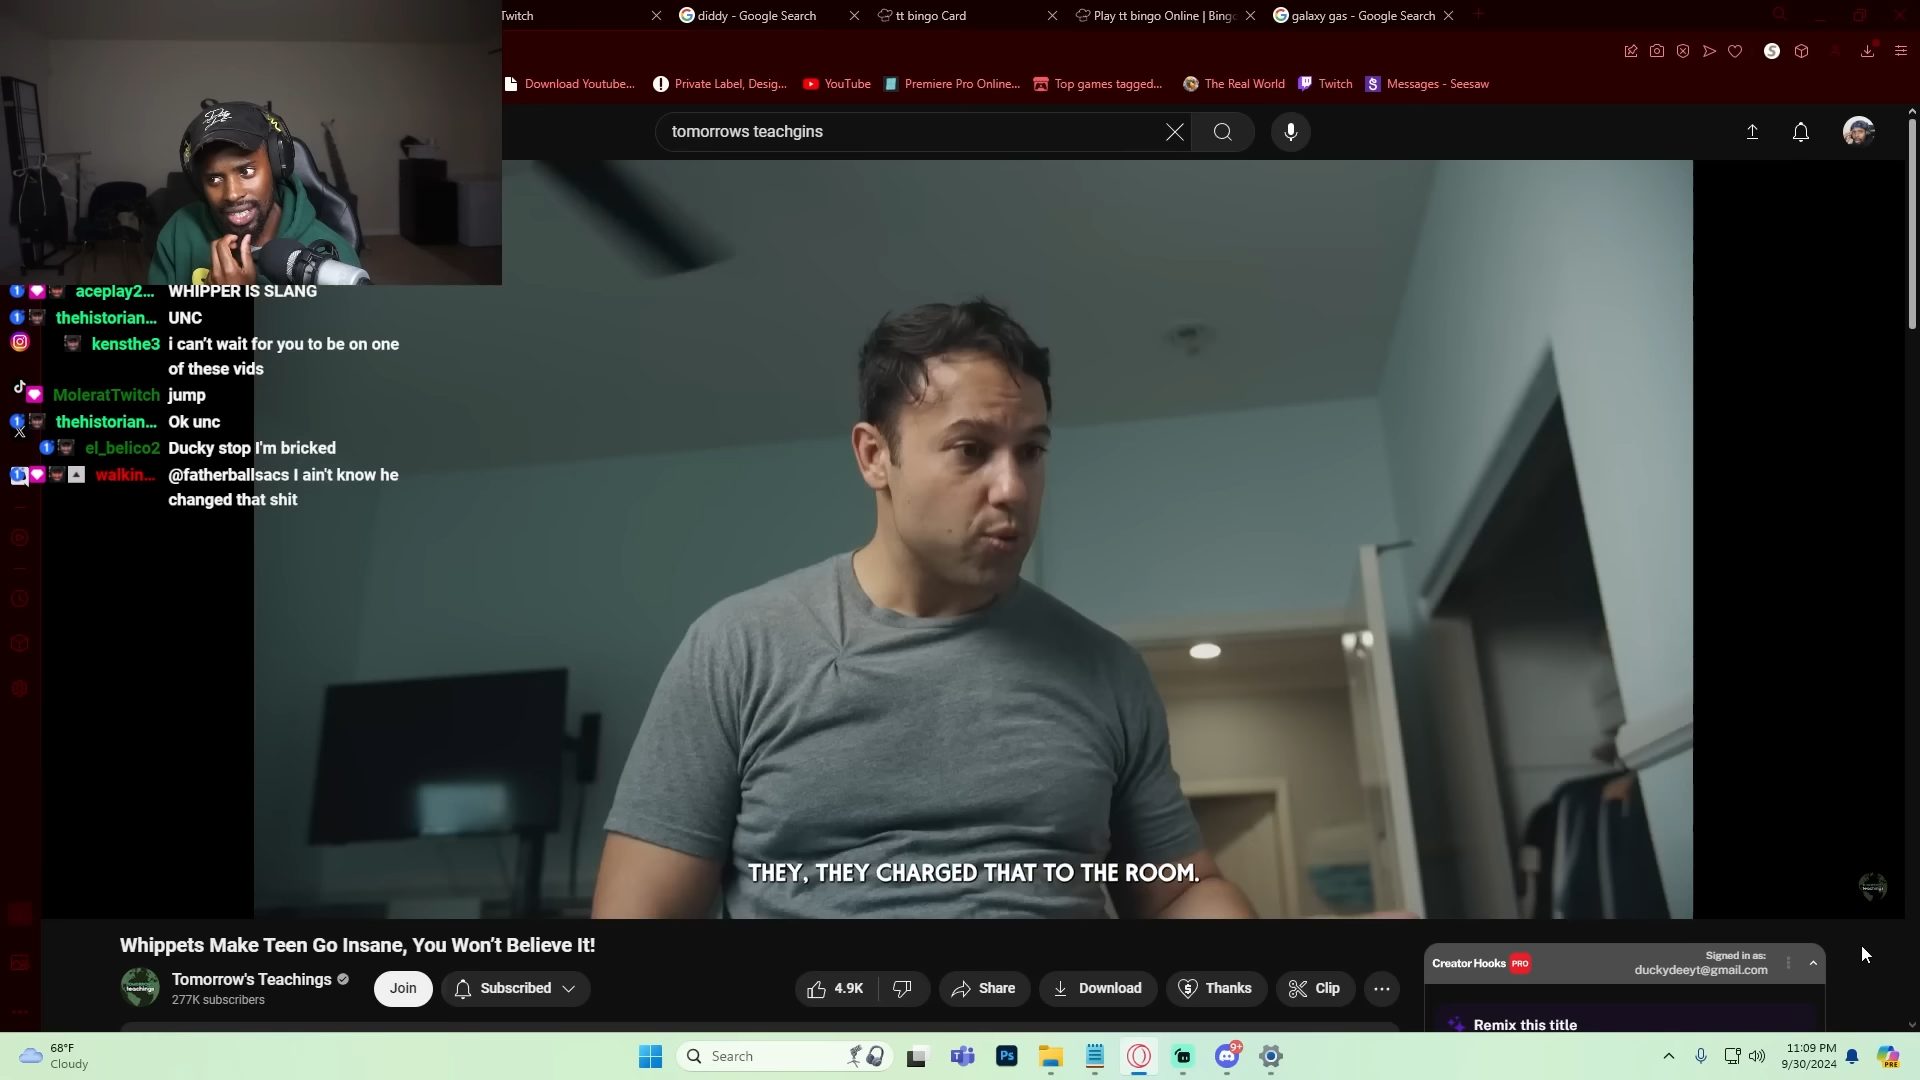 Twitch
diddy - Google Search
tt bingo Card
Play tt bingo Online | Bing
galaxy gas - Google Search
Download Youtube...
Private Label, Desig...
YouTube
Premiere Pro Online...
Top games tagged...
The Real World
Twitch
Messages - Seesaw
tomorrows teachgins
aceplay2... WHIPPER IS SLANG
thehistorian... UNC
kensthe3 i can't wait for you to be on one
of these vids
MoleratTwitch jump
thehistorian... Ok unc
el_belico2 Ducky stop I'm bricked
walkin... @fatherballsacs I ain't know he
changed that shit
THEY, THEY CHARGED THAT TO THE ROOM.
Whippets Make Teen Go Insane, You Won't Believe It!
Tomorrow's Teachings
277K subscribers
Join
Subscribed
4.9K
Share
Download
Thanks
Clip
Creator Hooks PRO
Signed in as:
duckydeeyt@gmail.com
Remix this title
68°F
Cloudy
Search
Ps
9+
PRE
11:09 PM
9/30/2024